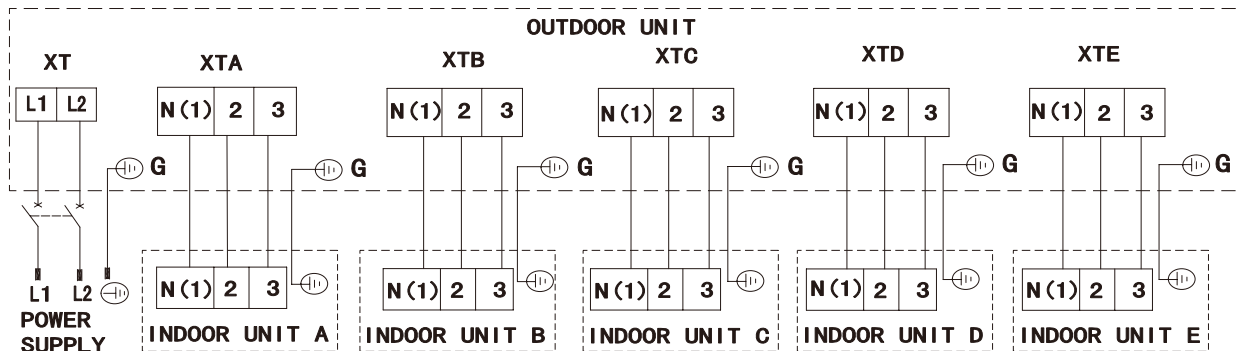 OUTDOOR UNIT
XT XTA XTB XTC XTD XTE
L1 L2 N(1) 2 3 N(1) 2 3 N(1) 2 3 N(1) 2 3 N(1) 2 3
G G G G G G
L1 L2 N(1) 2 3 N(1) 2 3 N(1) 2 3 N(1) 2 3 N(1) 2 3
POWER
SUPPLY
INDOOR UNIT A INDOOR UNIT B INDOOR UNIT C INDOOR UNIT D INDOOR UNIT E